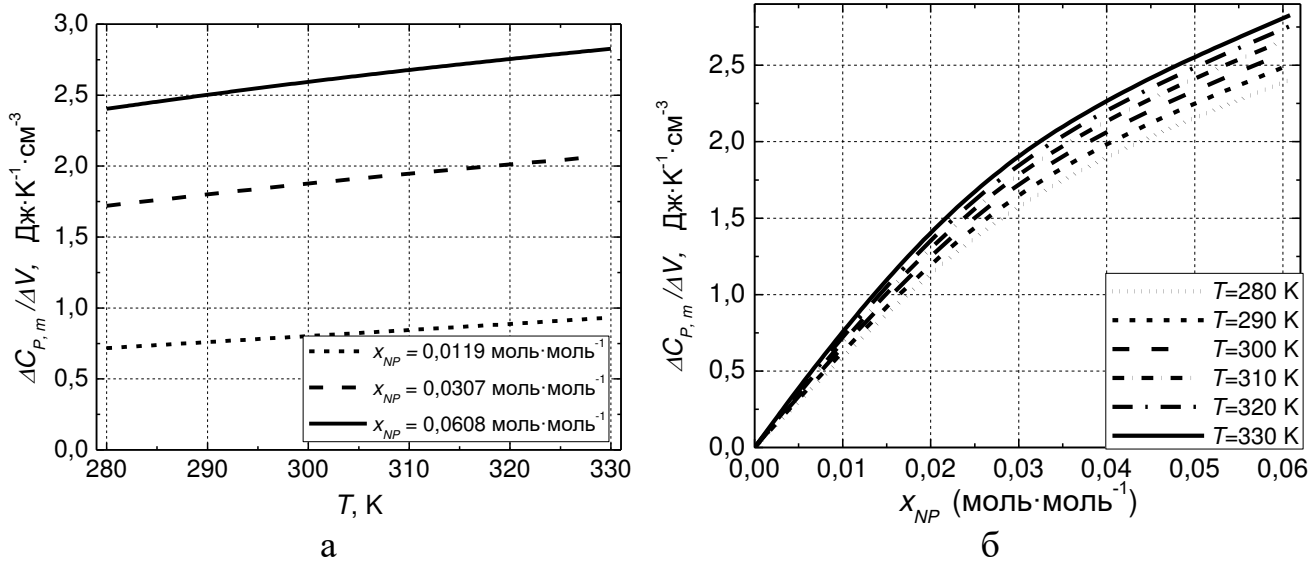 ΔC_{P, m} /ΔV, Дж·К⁻¹·см⁻³
3,0
2,5
2,0
1,5
1,0
0,5
0,0
280 290 300 310 320 330
T, K
x_{NP} = 0,0119 моль·моль⁻¹
x_{NP} = 0,0307 моль·моль⁻¹
x_{NP} = 0,0608 моль·моль⁻¹
а
ΔC_{P, m} /ΔV, Дж·К⁻¹·см⁻³
2,5
2.0
1.5
1.0
0.5
0,0
0,00 0,01 0,02 0,03 0,04 0,05 0,06
x_{NP} (моль·моль⁻¹)
T=280 K
T=290 K
T=300 K
T=310 K
T=320 K
T=330 K
б